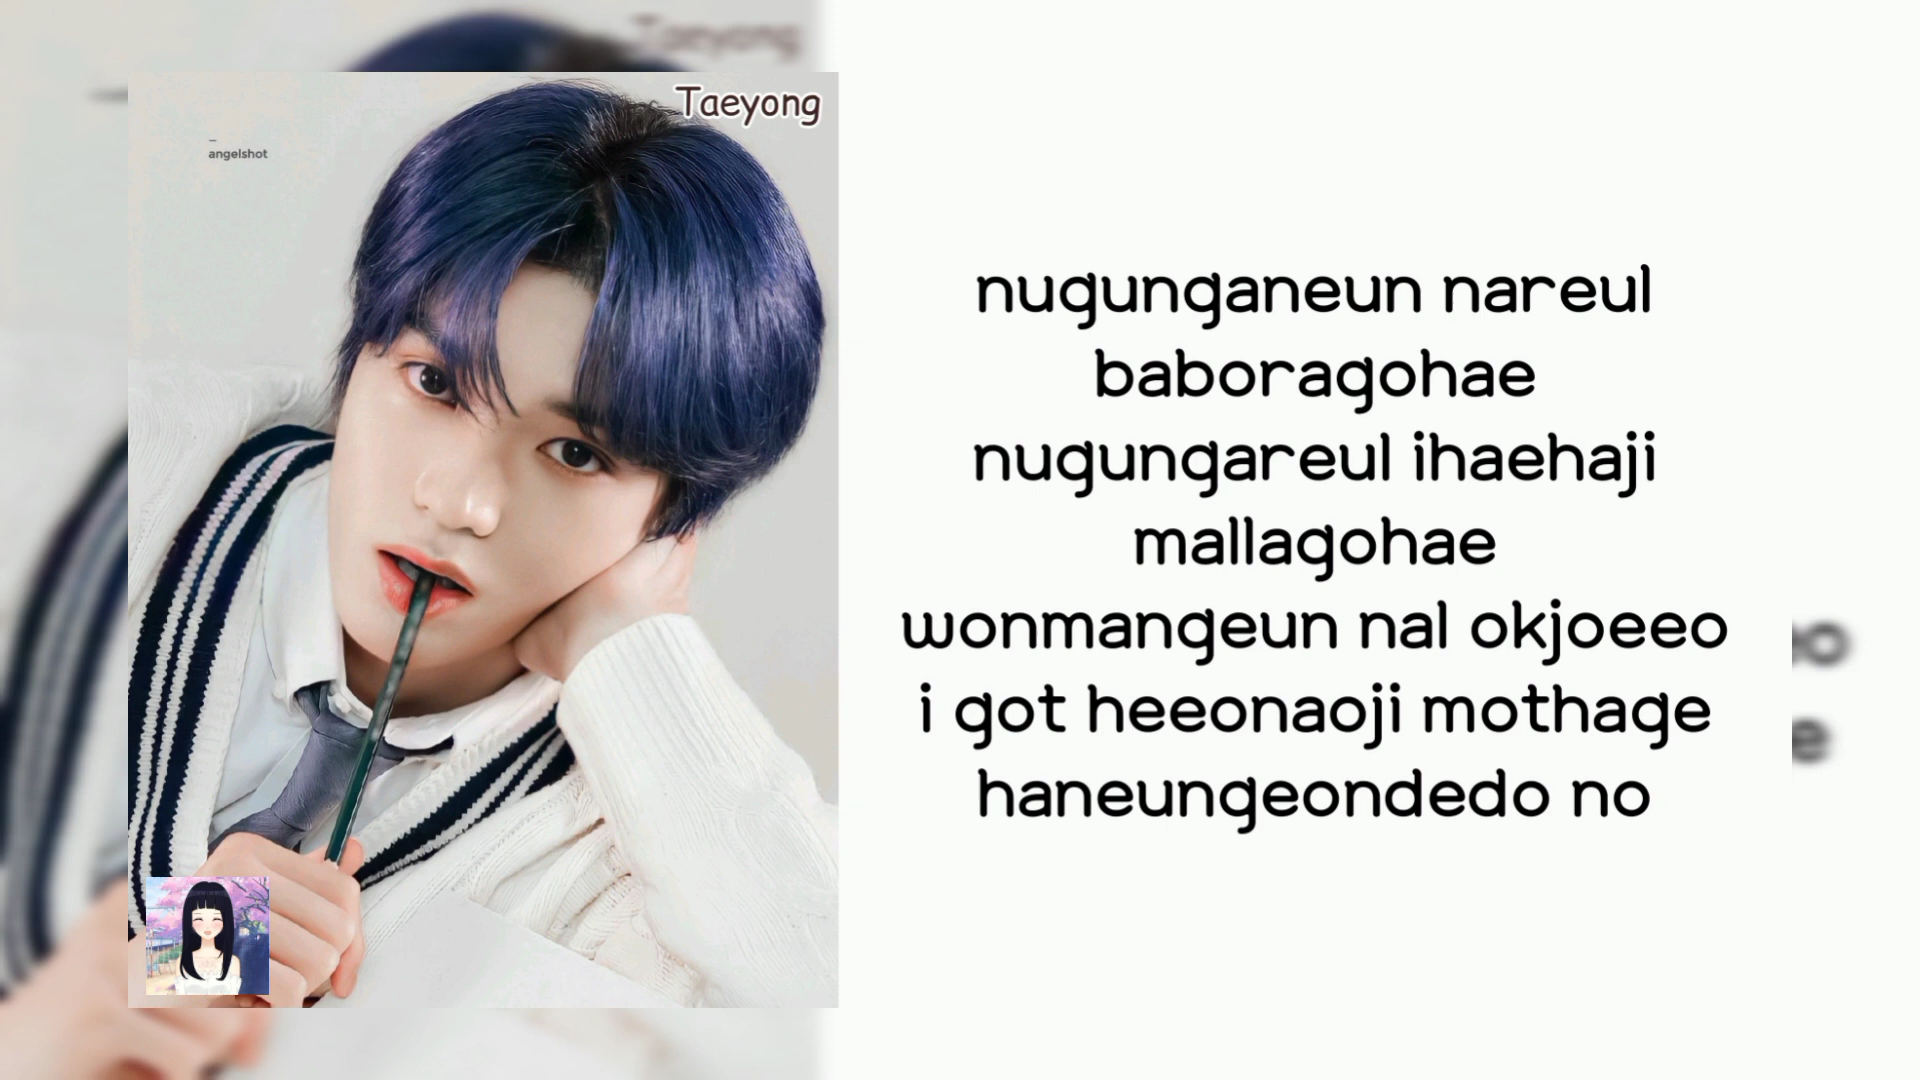 Taeyong
angelshot
nugunganeun nareul
baboragohae
nugungareul ihaehaji
mallagohae
wonmangeun nal okjoeeo
i got heeonaoji mothage
haneungeondedo no